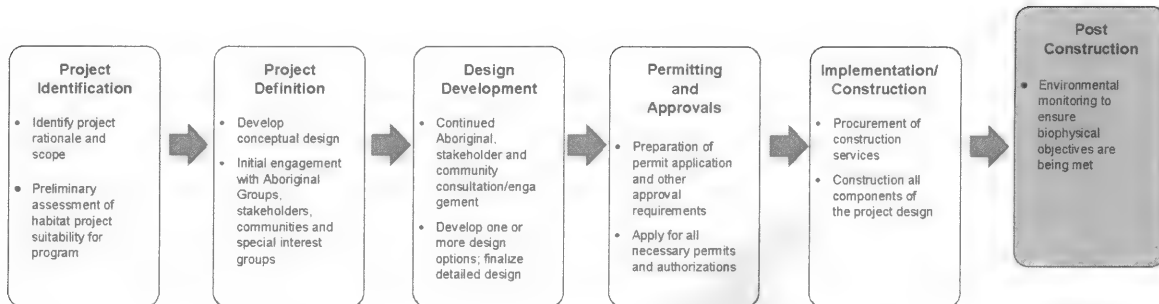 Project
Identification
• Identify project
rationale and
scope
• Preliminary
assessment of
habitat project
suitability for
program
Project
Definition
• Develop
conceptual design
• Initial engagement
with Aboriginal
Groups,
stakeholders,
communities and
special interest
groups
Design
Development
• Continued
Aboriginal,
stakeholder and
community
consultation/enga
gement
• Develop one or
more design
options; finalize
detailed design
Permitting
and
Approvals
• Preparation of
permit application
and other
approval
requirements
• Apply for all
necessary permits
and authorizations
Implementation/
Construction
• Procurement of
construction
services
• Construction all
components of
the project design
Post
Construction
• Environmental
monitoring to
ensure
biophysical
objectives are
being met